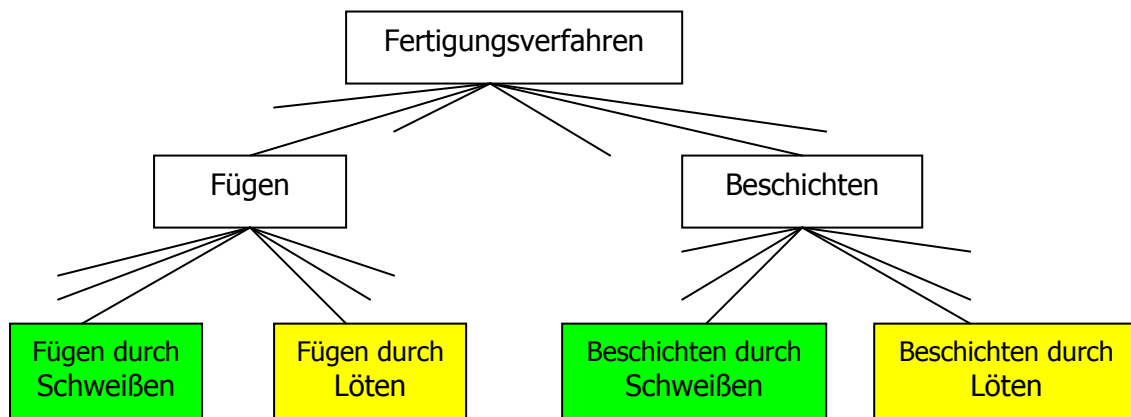 Fertigungsverfahren
Fügen
Beschichten
Fügen durch
Schweißen
Fügen durch
Löten
Beschichten durch
Schweißen
Beschichten durch
Löten